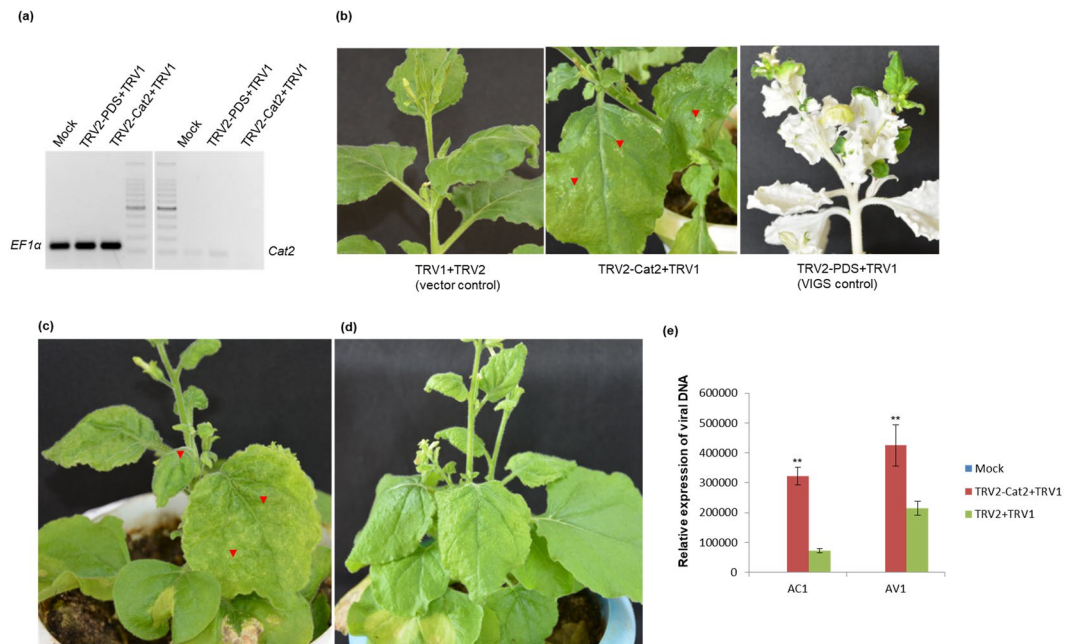 (a)
Mock
TRV2-PDS+TRV1
TRV2-Cat2+TRV1
Mock
TRV2-PDS+TRV1
TRV2-Cat2+TRV1
EF1α
Cat2
(b)
TRV1+TRV2
(vector control)
TRV2-Cat2+TRV1
TRV2-PDS+TRV1
(VIGS control)
(c)
(d)
(e)
Relative expression of viral DNA
600000
500000
400000
300000
200000
100000
0
**
**
AC1
AV1
Mock
TRV2-Cat2+TRV1
TRV2+TRV1